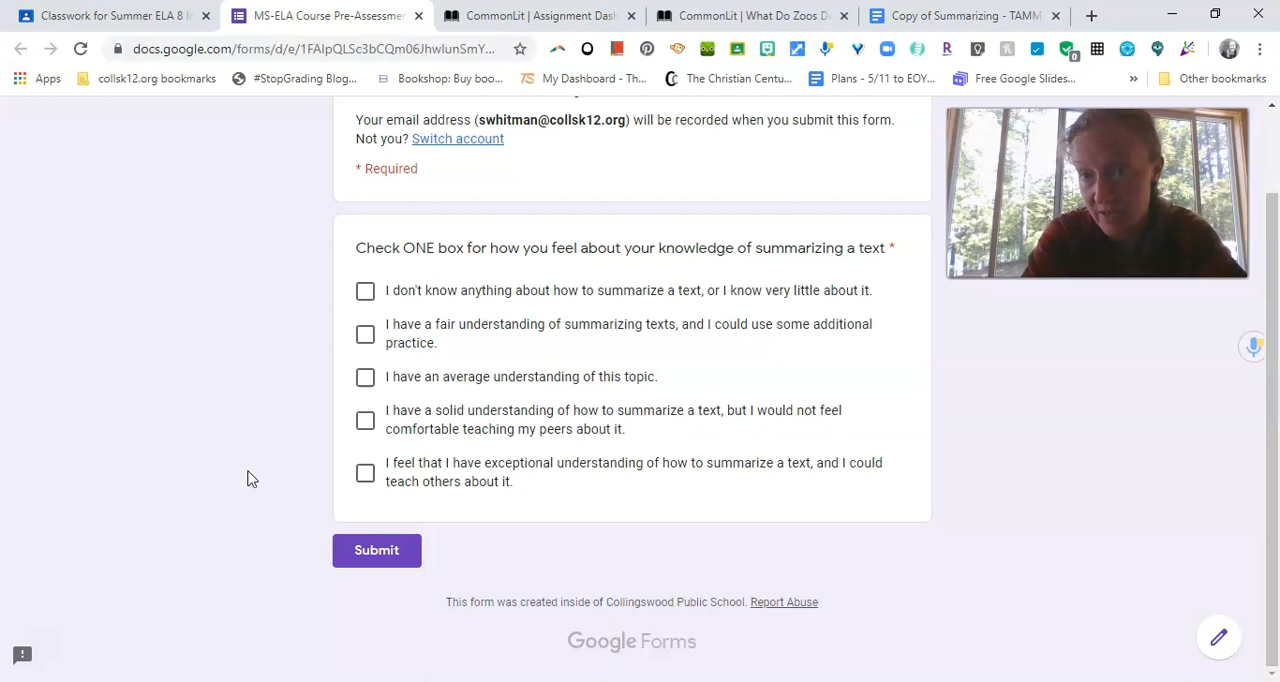 Classwork for Summer ELA 8 li
MS-ELA Course Pre-Assessmen
CommonLit | Assignment Dash
CommonLit | What Do Zoos Do
Copy of Summarizing - TAMM
docs.google.com/forms/d/e/1FAIpQLSc3bCQm06JhwIunSmY...
Apps
collsk12.org bookmarks
#StopGrading Blog...
Bookshop: Buy boo...
My Dashboard - Th...
The Christian Centu...
Plans - 5/11 to EOY...
Free Google Slides...
»
Other bookmarks
Your email address (swhitman@collsk12.org) will be recorded when you submit this form.
Not you? Switch account
* Required
Check ONE box for how you feel about your knowledge of summarizing a text *
I don't know anything about how to summarize a text, or I know very little about it.
I have a fair understanding of summarizing texts, and I could use some additional
practice.
I have an average understanding of this topic.
I have a solid understanding of how to summarize a text, but I would not feel
comfortable teaching my peers about it.
I feel that I have exceptional understanding of how to summarize a text, and I could
teach others about it.
Submit
This form was created inside of Collingswood Public School. Report Abuse
Google Forms